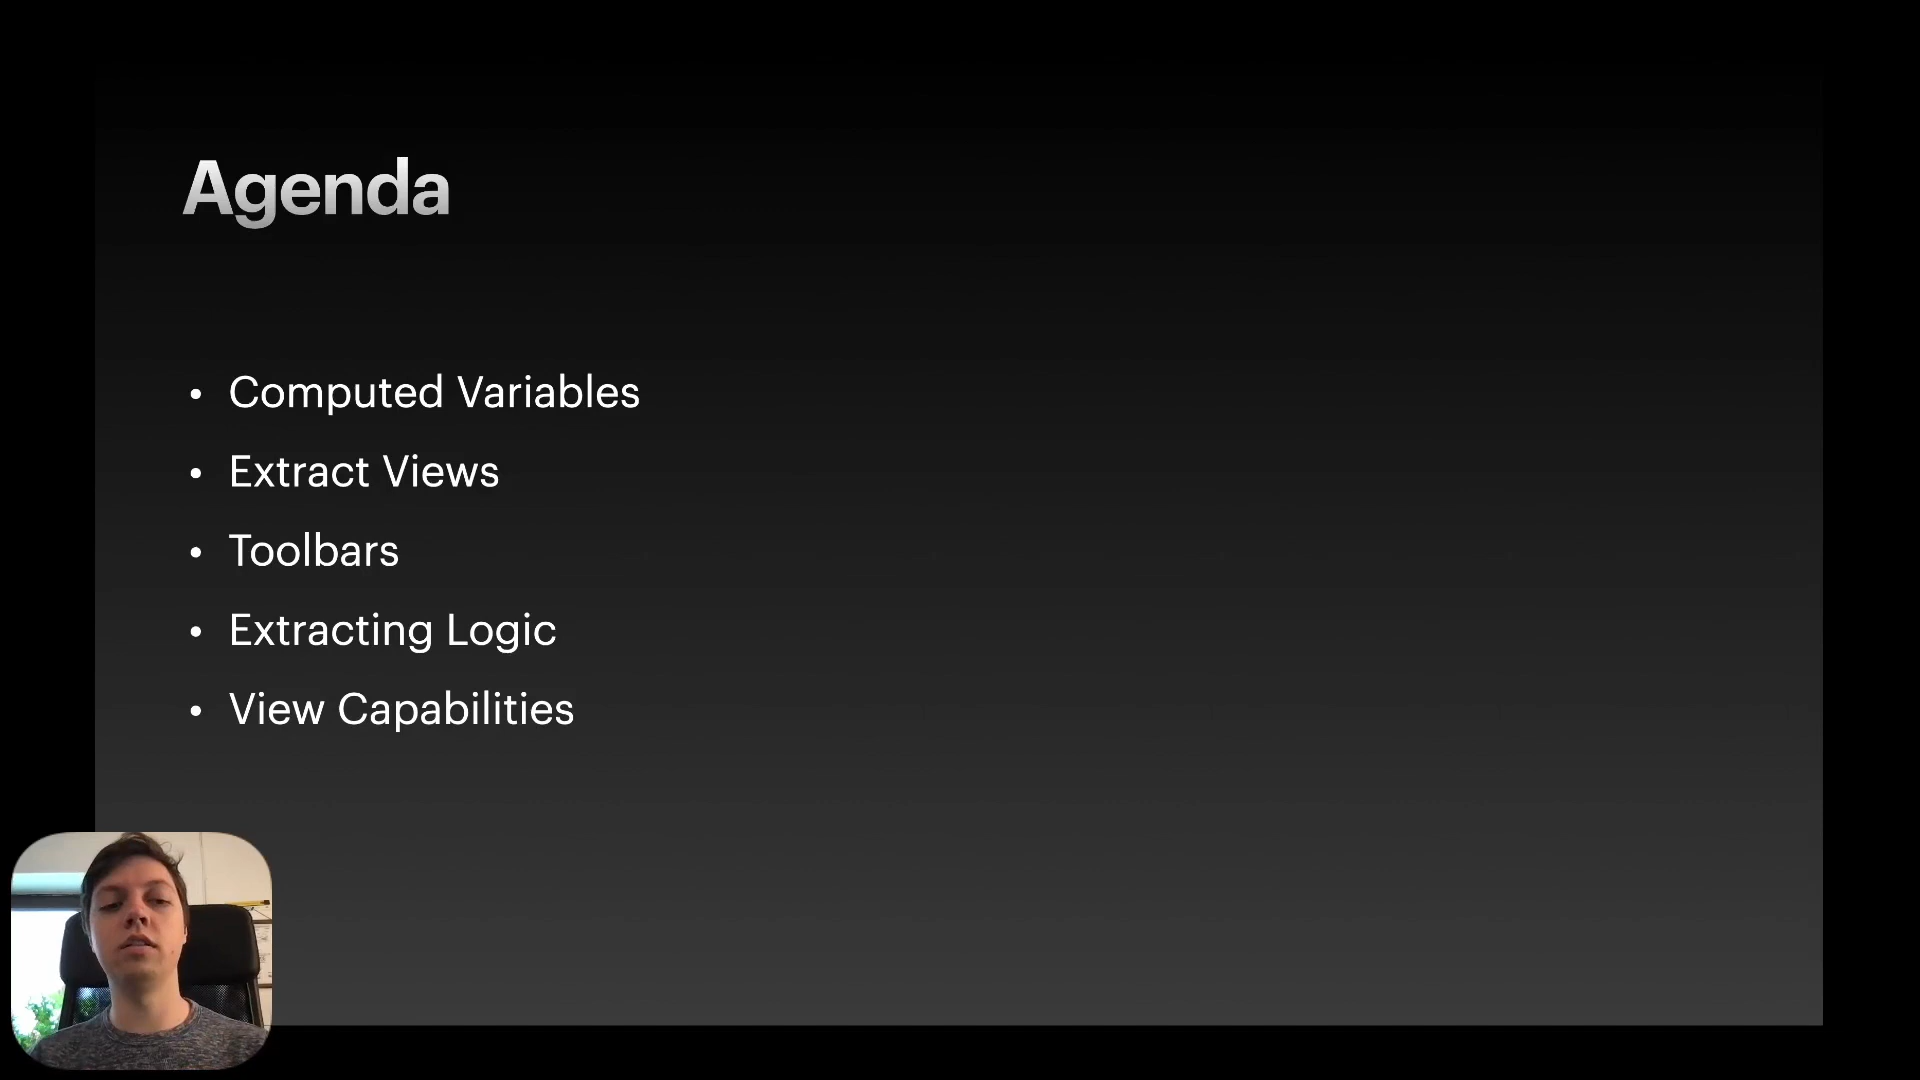 Agenda
• Computed Variables
• Extract Views
• Toolbars
• Extracting Logic
• View Capabilities